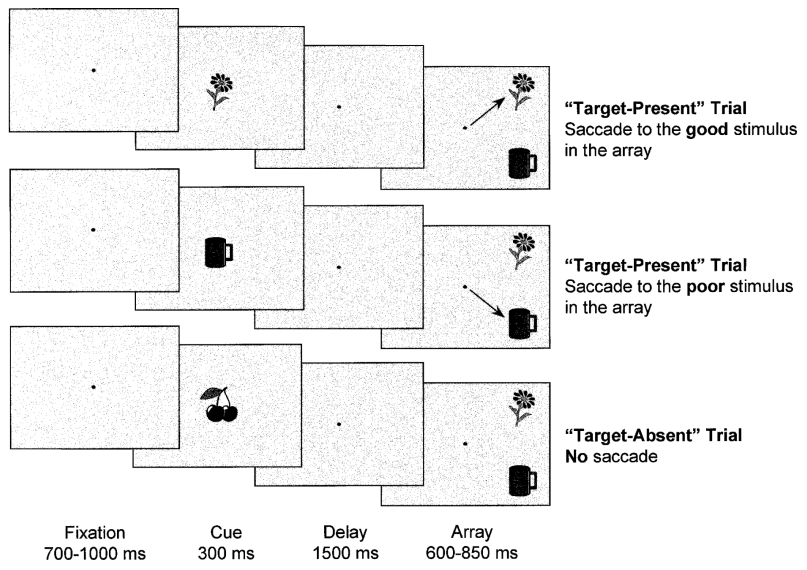 “Target-Present” Trial
Saccade to the good stimulus
in the array
“Target-Present” Trial
Saccade to the poor stimulus
in the array
“Target-Absent” Trial
No saccade
Fixation
700-1000 ms
Cue
300 ms
Delay
1500 ms
Array
600-850 ms